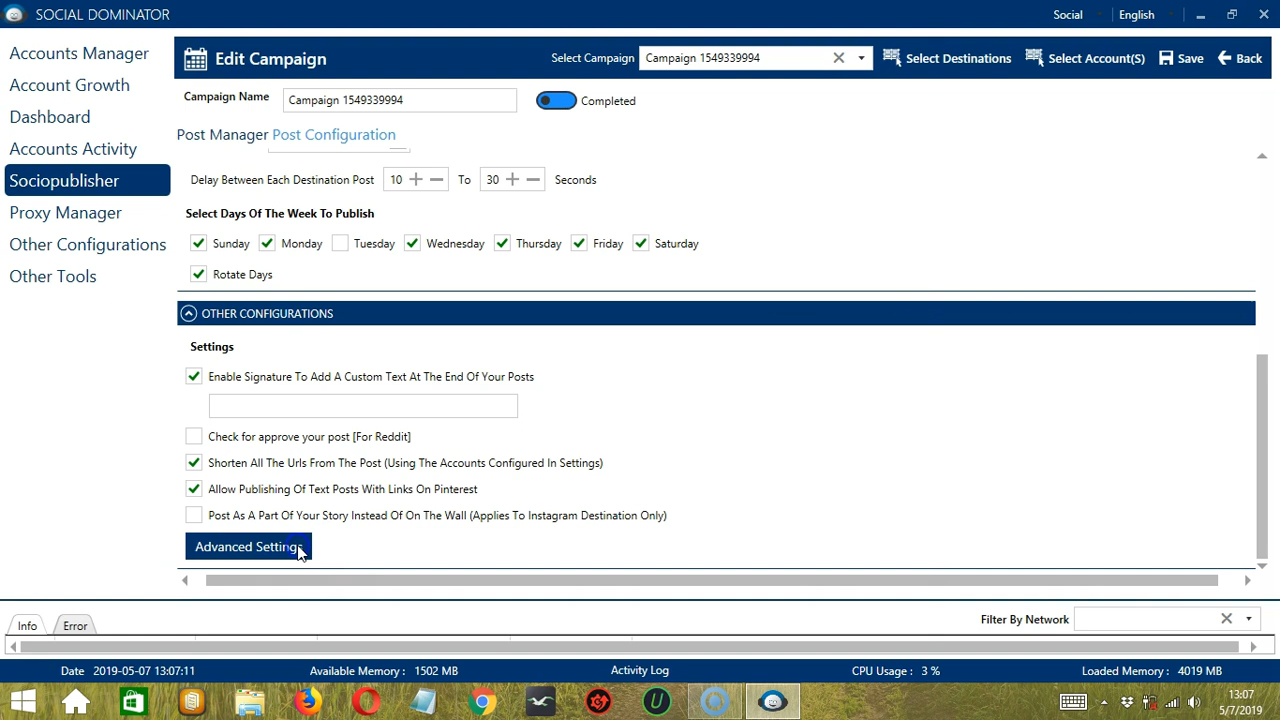 SOCIAL DOMINATOR
Social
English
Accounts Manager
Account Growth
Dashboard
Accounts Activity
Sociopublisher
Proxy Manager
Other Configurations
Other Tools
Edit Campaign
Select Campaign
Campaign 1549339994
Select Destinations
Select Account(S)
Save
Back
Campaign Name
Campaign 1549339994
Completed
Post Manager
Post Configuration
Delay Between Each Destination Post 10 To 30 Seconds
Select Days Of The Week To Publish
Sunday Monday Tuesday Wednesday Thursday Friday Saturday
Rotate Days
OTHER CONFIGURATIONS
Settings
Enable Signature To Add A Custom Text At The End Of Your Posts
Check for approve your post [For Reddit]
Shorten All The Urls From The Post (Using The Accounts Configured In Settings)
Allow Publishing Of Text Posts With Links On Pinterest
Post As A Part Of Your Story Instead Of On The Wall (Applies To Instagram Destination Only)
Advanced Settings
Info
Error
Filter By Network
Date 2019-05-07 13:07:11
Available Memory : 1502 MB
Activity Log
CPU Usage : 3 %
Loaded Memory : 4019 MB
13:07
5/7/2019